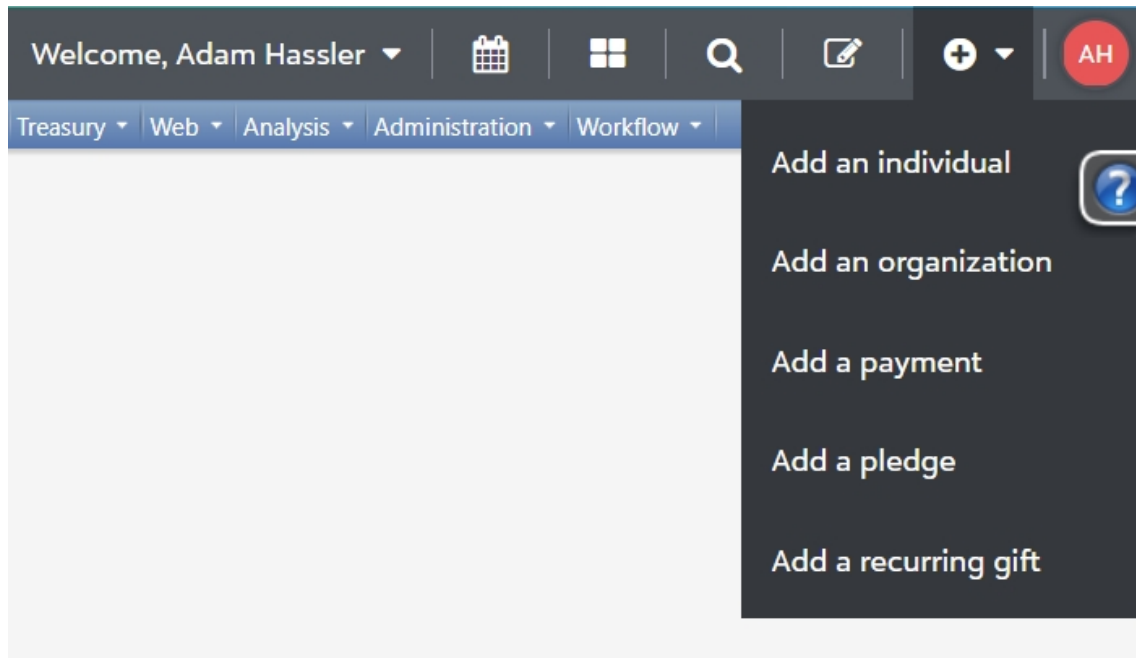 Welcome, Adam Hassler
AH
Treasury Web Analysis Administration Workflow
Add an individual
?
Add an organization
Add a payment
Add a pledge
Add a recurring gift